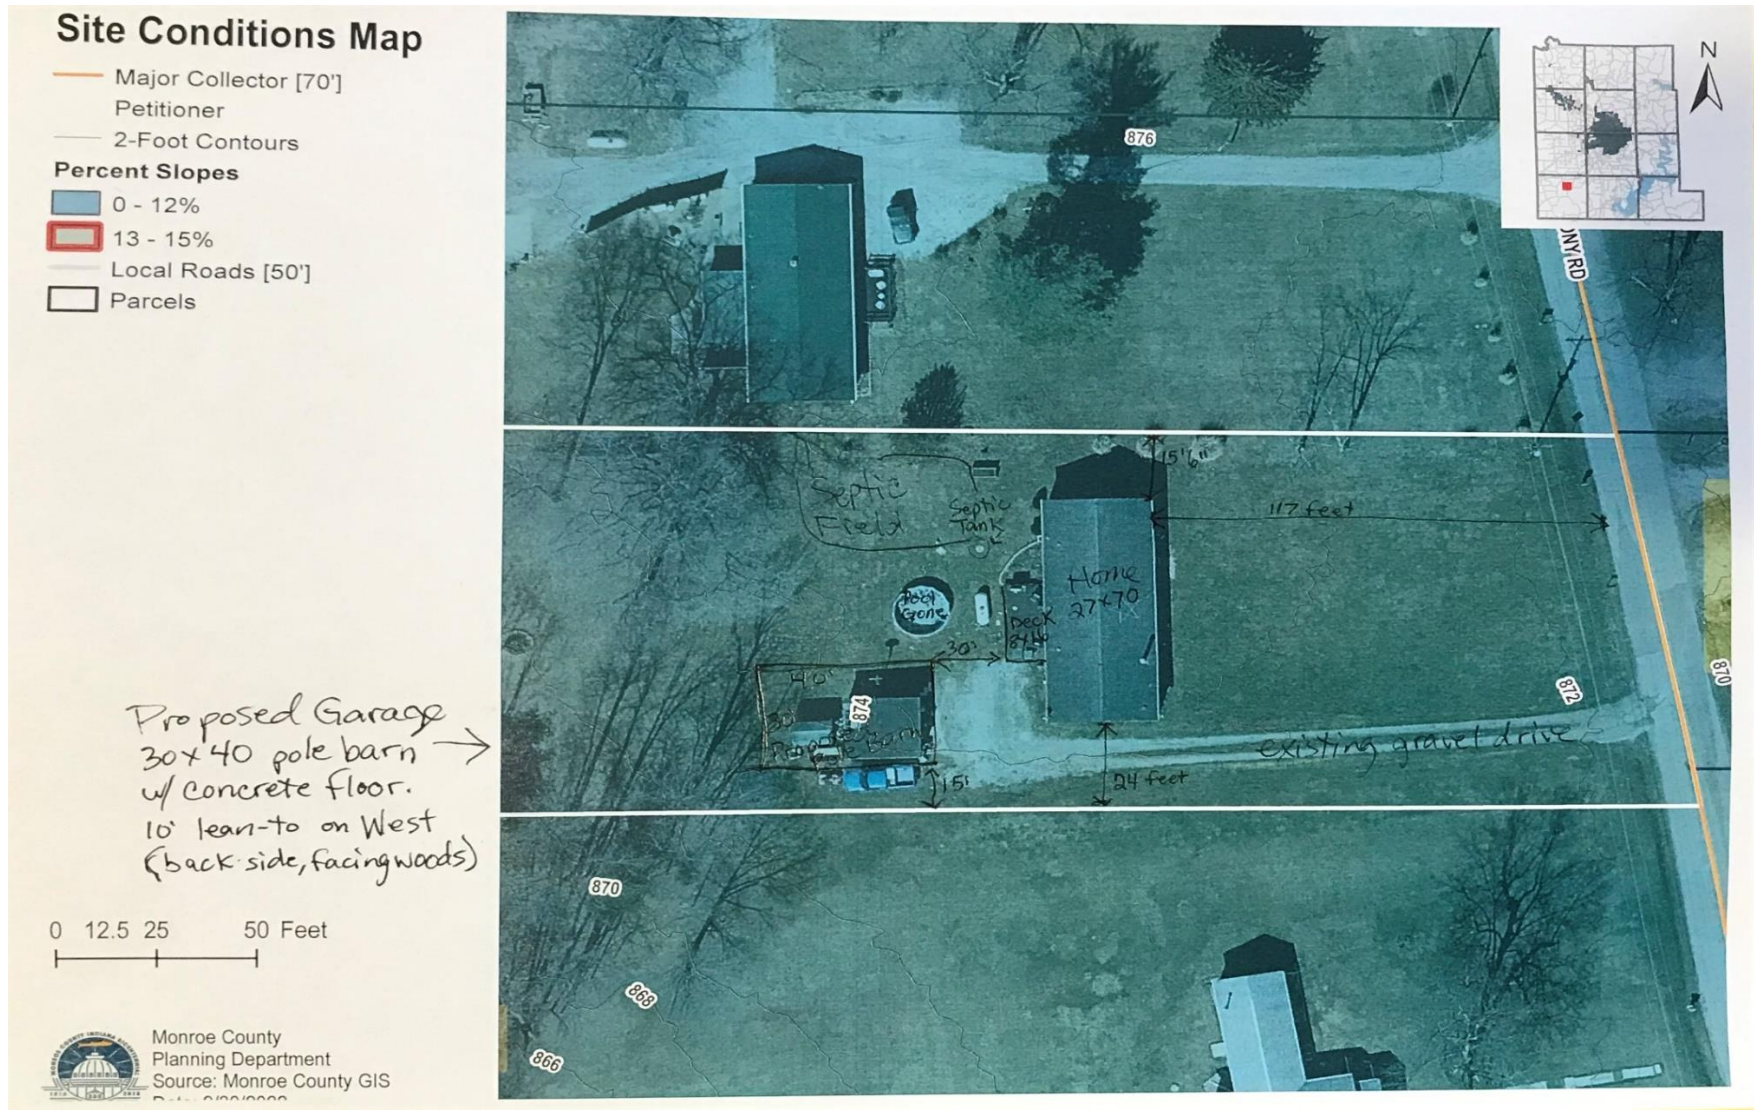 Site Conditions Map
Major Collector [70']
Petitioner
2-Foot Contours
Percent Slopes
0 - 12%
13 - 15%
Local Roads [50']
Parcels
Proposed Garage
30x40 pole barn
w/ concrete floor.
10' lean-to on West
(back side, facing woods)
0 12.5 25 50 Feet
Monroe County
Planning Department
Source: Monroe County GIS
N
876
RD
15'6"
117 feet
Septic
Field
Septic
Tank
Home
27x70
Pool
Gone
Deck
30'
40'
30'
874
Barn
15'
24 feet
existing gravel drive
872
870
870
868
866